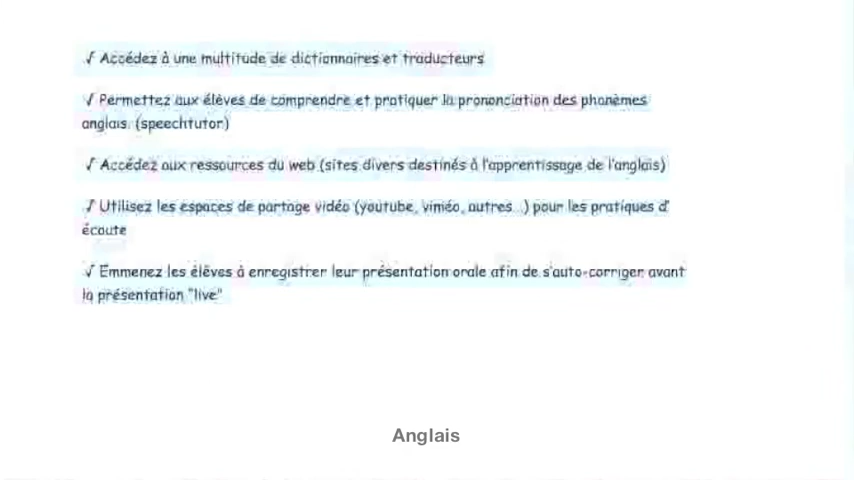 √ Accédez à une multitude de dictionnaires et traducteurs
√ Permettez aux élèves de comprendre et pratiquer la prononciation des phonèmes
anglais. (speechtutor)
√ Accédez aux ressources du web (sites divers destinés à l'apprentissage de l'anglais)
√ Utilisez les espaces de partage vidéo (youtube, viméo, autres...) pour les pratiques d'
écoute
√ Emmenez les élèves à enregistrer leur présentation orale afin de s'auto-corriger avant
la présentation "live"
Anglais